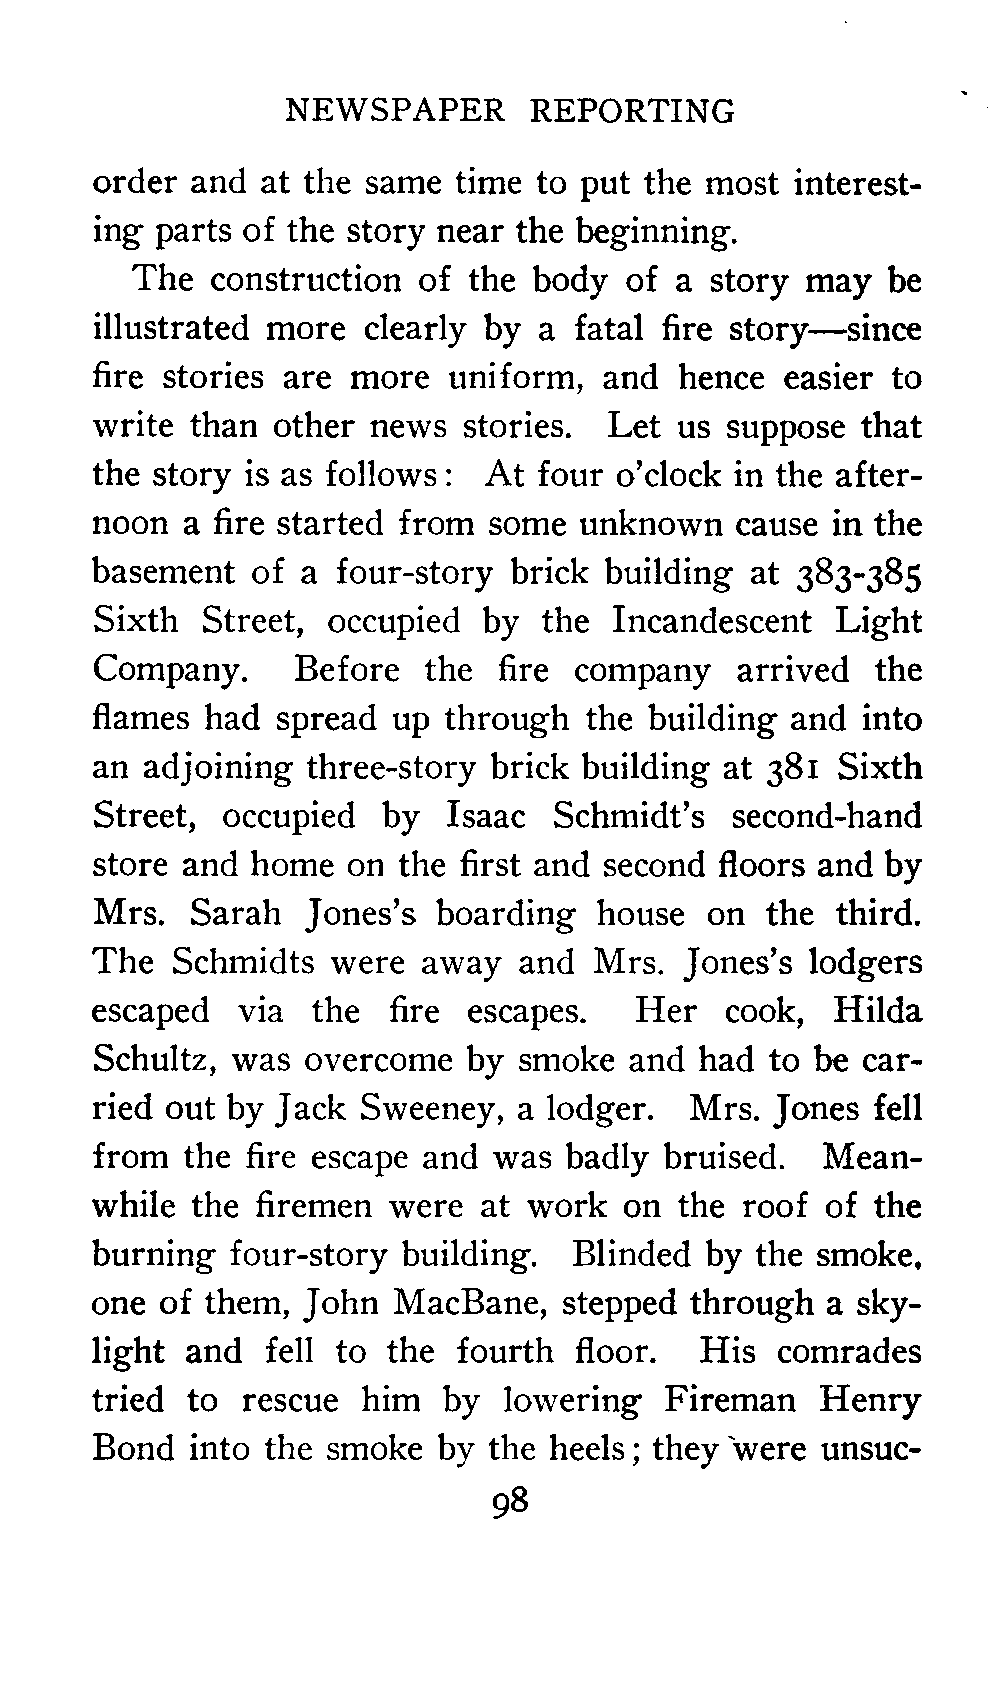 NEWSPAPER REPORTING
order and at the same time to put the most interest-
ing parts of the story near the beginning.
The construction of the body of a story may be
illustrated more clearly by a fatal fire story—since
fire stories are more uniform, and hence easier to
write than other news stories. Let us suppose that
the story is as follows: At four o'clock in the after-
noon a fire started from some unknown cause in the
basement of a four-story brick building at 383-385
Sixth Street, occupied by the Incandescent Light
Company. Before the fire company arrived the
flames had spread up through the building and into
an adjoining three-story brick building at 381 Sixth
Street, occupied by Isaac Schmidt's second-hand
store and home on the first and second floors and by
Mrs. Sarah Jones's boarding house on the third.
The Schmidts were away and Mrs. Jones's lodgers
escaped via the fire escapes. Her cook, Hilda
Schultz, was overcome by smoke and had to be car-
ried out by Jack Sweeney, a lodger. Mrs. Jones fell
from the fire escape and was badly bruised. Mean-
while the firemen were at work on the roof of the
burning four-story building. Blinded by the smoke,
one of them, John MacBane, stepped through a sky-
light and fell to the fourth floor. His comrades
tried to rescue him by lowering Fireman Henry
Bond into the smoke by the heels; they were unsuc-
98